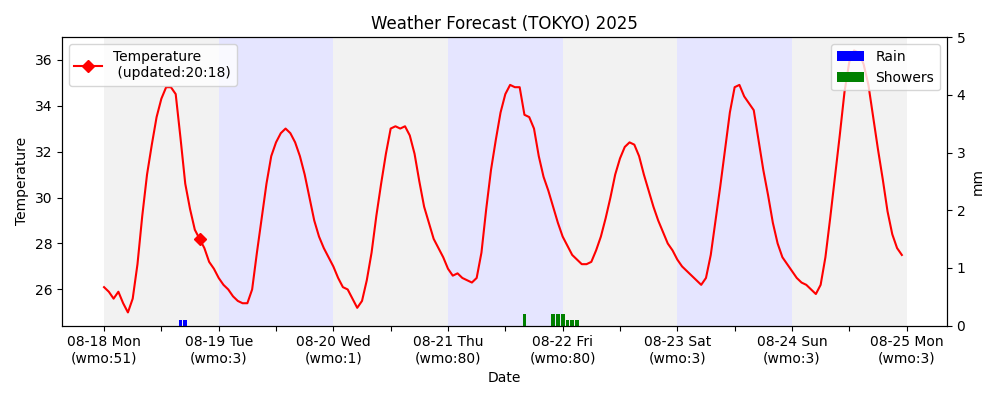 Weather Forecast (TOKYO) 2025
Temperature
(updated:20:18)
Rain
Showers
36
34
32
30
28
26
Temperature
5
4
3
2
1
0
mm
08-18 Mon
(wmo:51)
08-19 Tue
(wmo:3)
08-20 Wed
(wmo:1)
08-21 Thu
(wmo:80)
08-22 Fri
(wmo:80)
08-23 Sat
(wmo:3)
08-24 Sun
(wmo:3)
08-25 Mon
(wmo:3)
Date